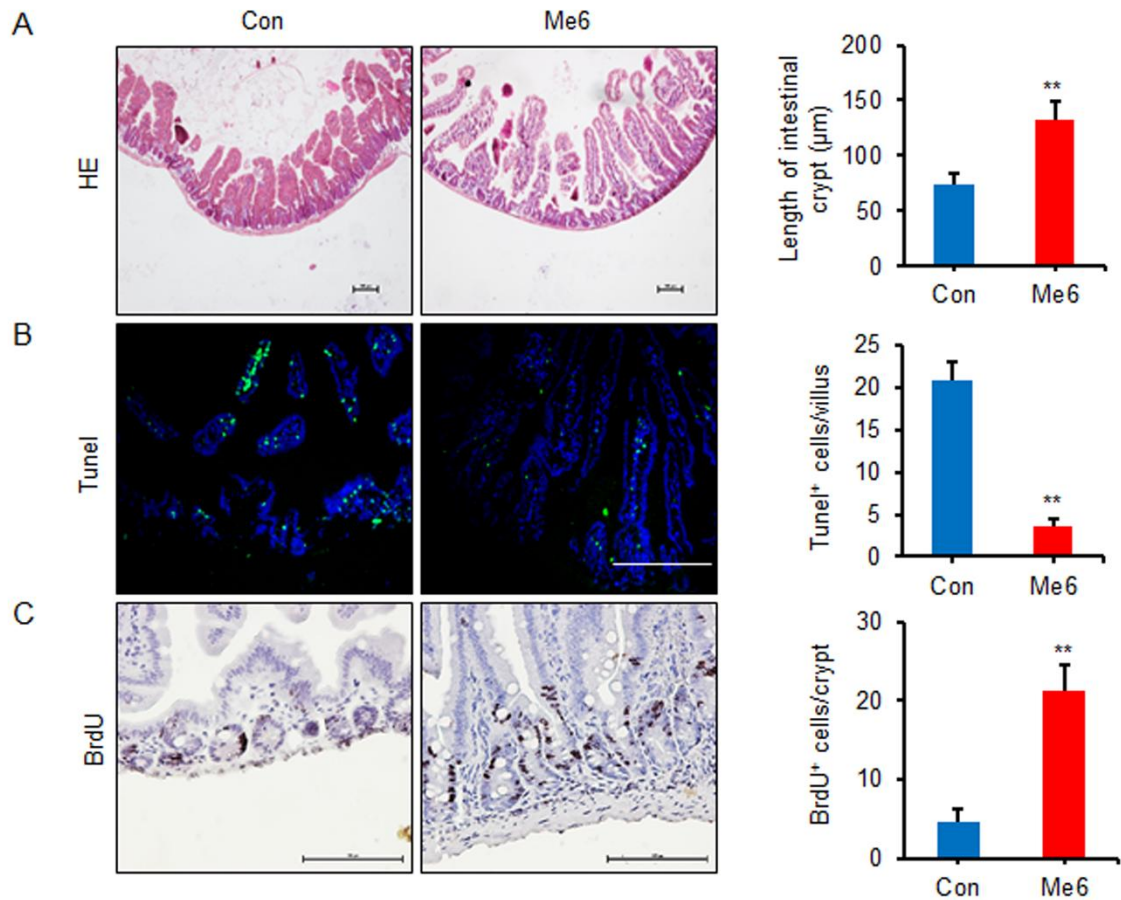 A
Con
Me6
HE
Length of intestinal
crypt (µm)
200
150
100
50
0
**
Con
Me6
B
Tunel
Tunel⁺ cells/villus
25
20
15
10
5
0
**
Con
Me6
C
BrdU
BrdU⁺ cells/crypt
30
20
10
0
**
Con
Me6